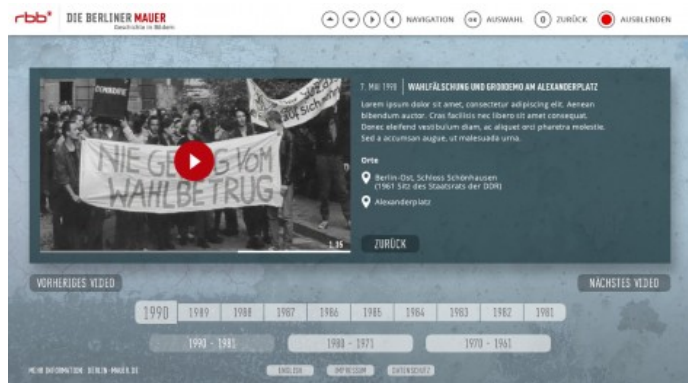 rbb*
DIE BERLINER MAUER
Geschichte in Bildern
NAVIGATION
OK AUSWAHL
0 ZURÜCK
AUSBLENDEN
DEMOKRATIE
NIE GENUG VOM
WAHLBETRUG
1:35
7. MAI 1990 | WAHLFÄLSCHUNG UND GROßDEMO AM ALEXANDERPLATZ
Lorem ipsum dolor sit amet, consectetur adipiscing elit. Aenean
bibendum auctor. Cras facilisis nec libero sit amet consequat.
Donec eleifend vestibulum diam, ac aliquet orci pharetra molestie.
Sed a accumsan augue, ut malesuada urna.
Orte
Berlin-Ost, Schloss Schönhausen
(1961 Sitz des Staatsrats der DDR)
Alexanderplatz
ZURÜCK
VORHERIGES VIDEO
NÄCHSTES VIDEO
1990 1989 1988 1987 1986 1985 1984 1983 1982 1981
1990 - 1981 1980 - 1971 1970 - 1961
MEHR INFORMATION: BERLIN-MAUER.DE
ENGLISH IMPRESSUM DATENSCHUTZ